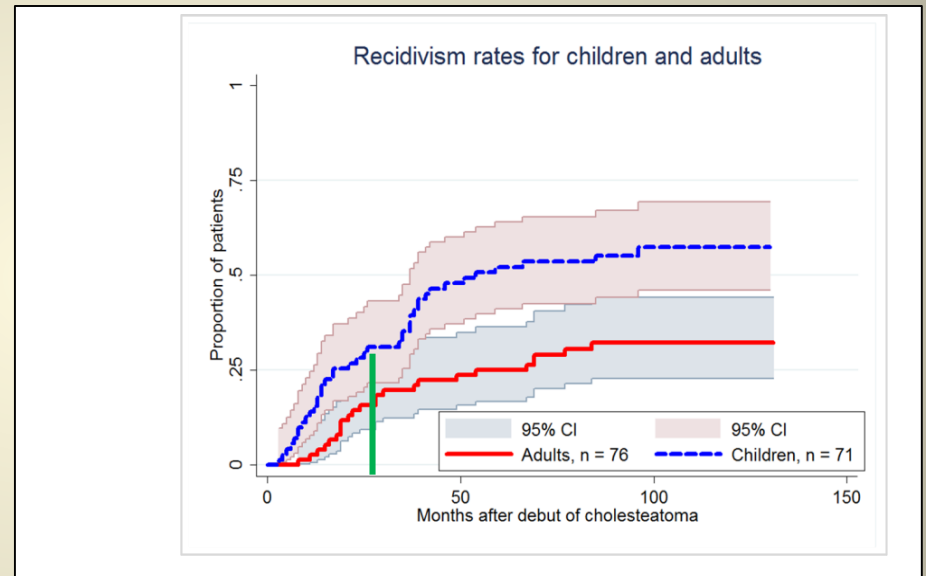 Recidivism rates for children and adults
Proportion of patients
1
.75
.5
.25
0
0 50 100 150
Months after debut of cholesteatoma
95% CI 95% CI
Adults, n = 76 Children, n = 71